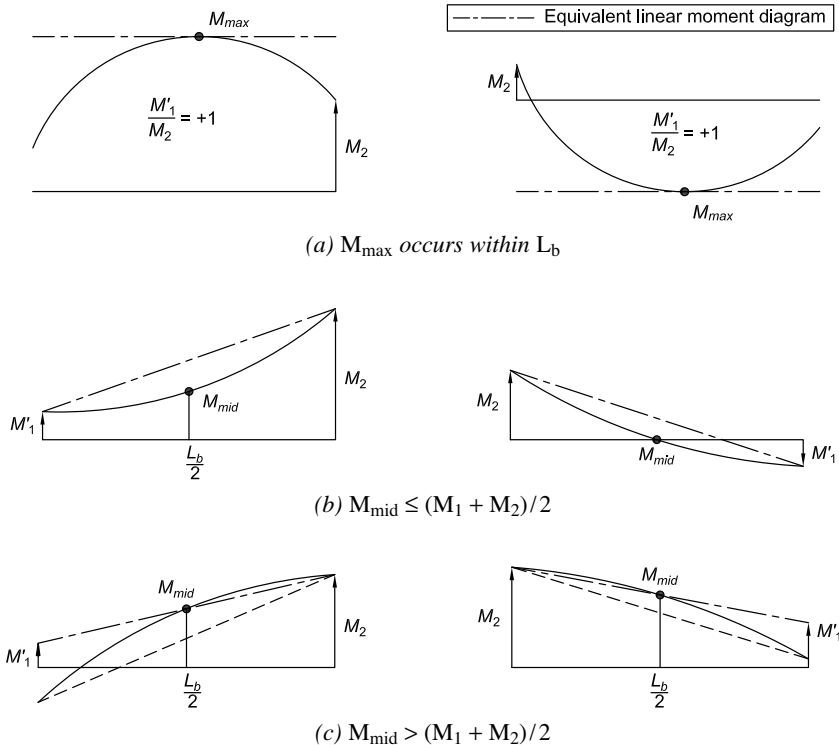 M_max
Equivalent linear moment diagram
M'_1/M_2 = +1
M_2
M_2
M'_1/M_2 = +1
M_max
(a) M_max occurs within L_b
M_2
M'_1
M_mid
L_b/2
M_2
M_mid
M'_1
(b) M_mid ≤ (M_1 + M_2)/2
M_mid
M_2
M'_1
L_b/2
M_mid
M_2
M'_1
L_b/2
(c) M_mid > (M_1 + M_2)/2